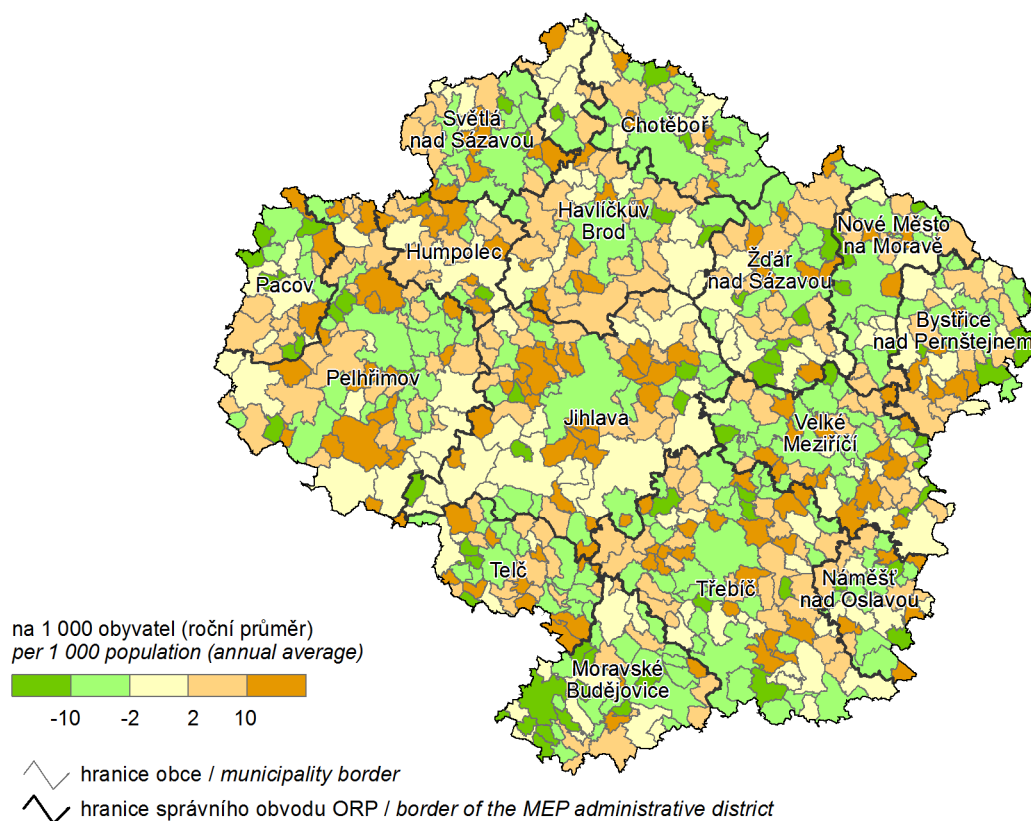 Světlá
nad Sázavou
Chotěboř
Havlíčkův
Brod
Nové Město
na Moravě
Humpolec
Žďár
nad Sázavou
Pacov
Bystřice
nad Pernštejnem
Pelhřimov
Jihlava
Velké
Meziříčí
Telč
Třebíč
Náměšť
nad Oslavou
Moravské
Budějovice
na 1 000 obyvatel (roční průměr)
per 1 000 population (annual average)
-10 -2 2 10
hranice obce / municipality border
hranice správního obvodu ORP / border of the MEP administrative district